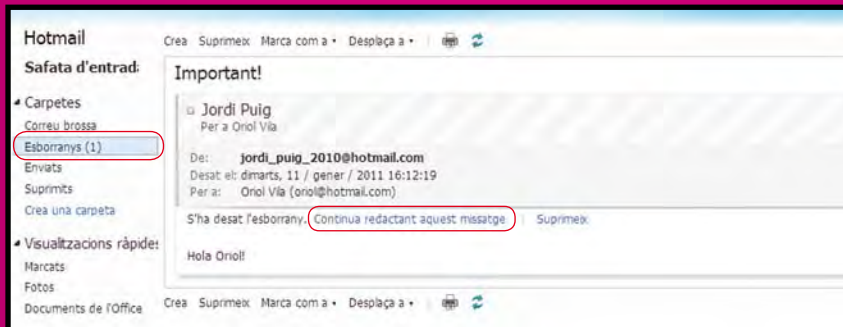 Hotmail
Crea Suprimeix Marca com a Desplaça a
Safata d'entrad
Important!
Carpetes
Correu brossa
Esborranys (1)
Enviats
Suprimits
Crea una carpeta
Visualitzacions ràpide
Marcats
Fotos
Documents de l'Office
Jordi Puig
Per a Oriol Vila
De: jordi_puig_2010@hotmail.com
Desat el: dimarts, 11 / gener / 2011 16:12:19
Per a: Oriol Vila (oriol@hotmail.com)
S'ha desat l'esborrany. Continua redactant aquest missatge | Suprimeix
Hola Oriol!
Crea Suprimeix Marca com a Desplaça a